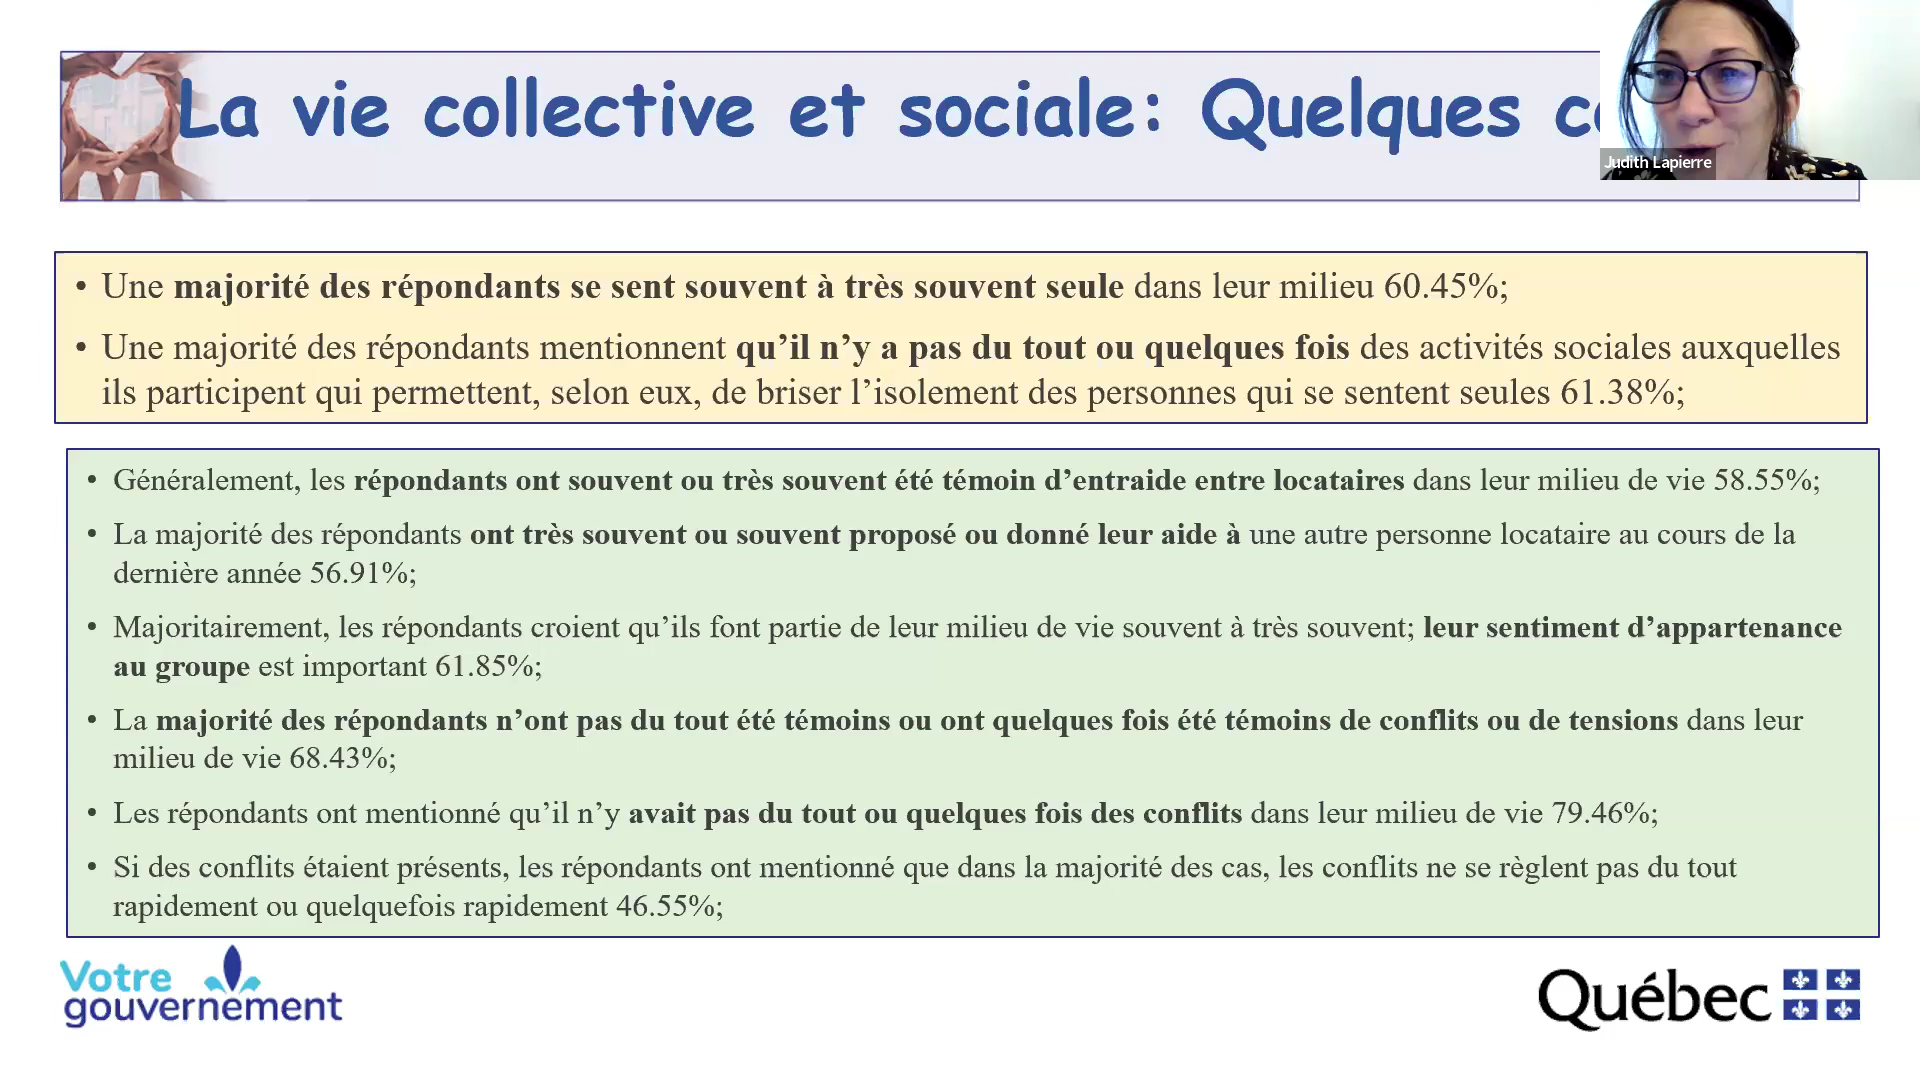 La vie collective et sociale: Quelques
Judith Lapierre
• Une majorité des répondants se sent souvent à très souvent seule dans leur milieu 60.45%;
• Une majorité des répondants mentionnent qu’il n’y a pas du tout ou quelques fois des activités sociales auxquelles
ils participent qui permettent, selon eux, de briser l’isolement des personnes qui se sentent seules 61.38%;
• Généralement, les répondants ont souvent ou très souvent été témoin d’entraide entre locataires dans leur milieu de vie 58.55%;
• La majorité des répondants ont très souvent ou souvent proposé ou donné leur aide à une autre personne locataire au cours de la
dernière année 56.91%;
• Majoritairement, les répondants croient qu’ils font partie de leur milieu de vie souvent à très souvent; leur sentiment d’appartenance
au groupe est important 61.85%;
• La majorité des répondants n’ont pas du tout été témoins ou ont quelques fois été témoins de conflits ou de tensions dans leur
milieu de vie 68.43%;
• Les répondants ont mentionné qu’il n’y avait pas du tout ou quelques fois des conflits dans leur milieu de vie 79.46%;
• Si des conflits étaient présents, les répondants ont mentionné que dans la majorité des cas, les conflits ne se règlent pas du tout
rapidement ou quelquefois rapidement 46.55%;
Votre
gouvernement
Québec